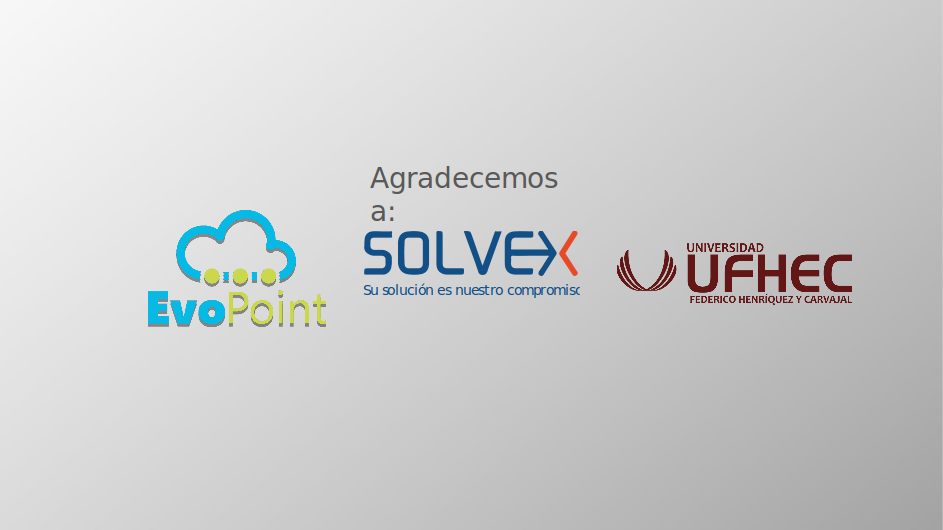 Agradecemos
a:
EvoPoint
SOLVEX
Su solución es nuestro compromiso
UNIVERSIDAD
UFHEC
FEDERICO HENRÍQUEZ Y CARVAJAL